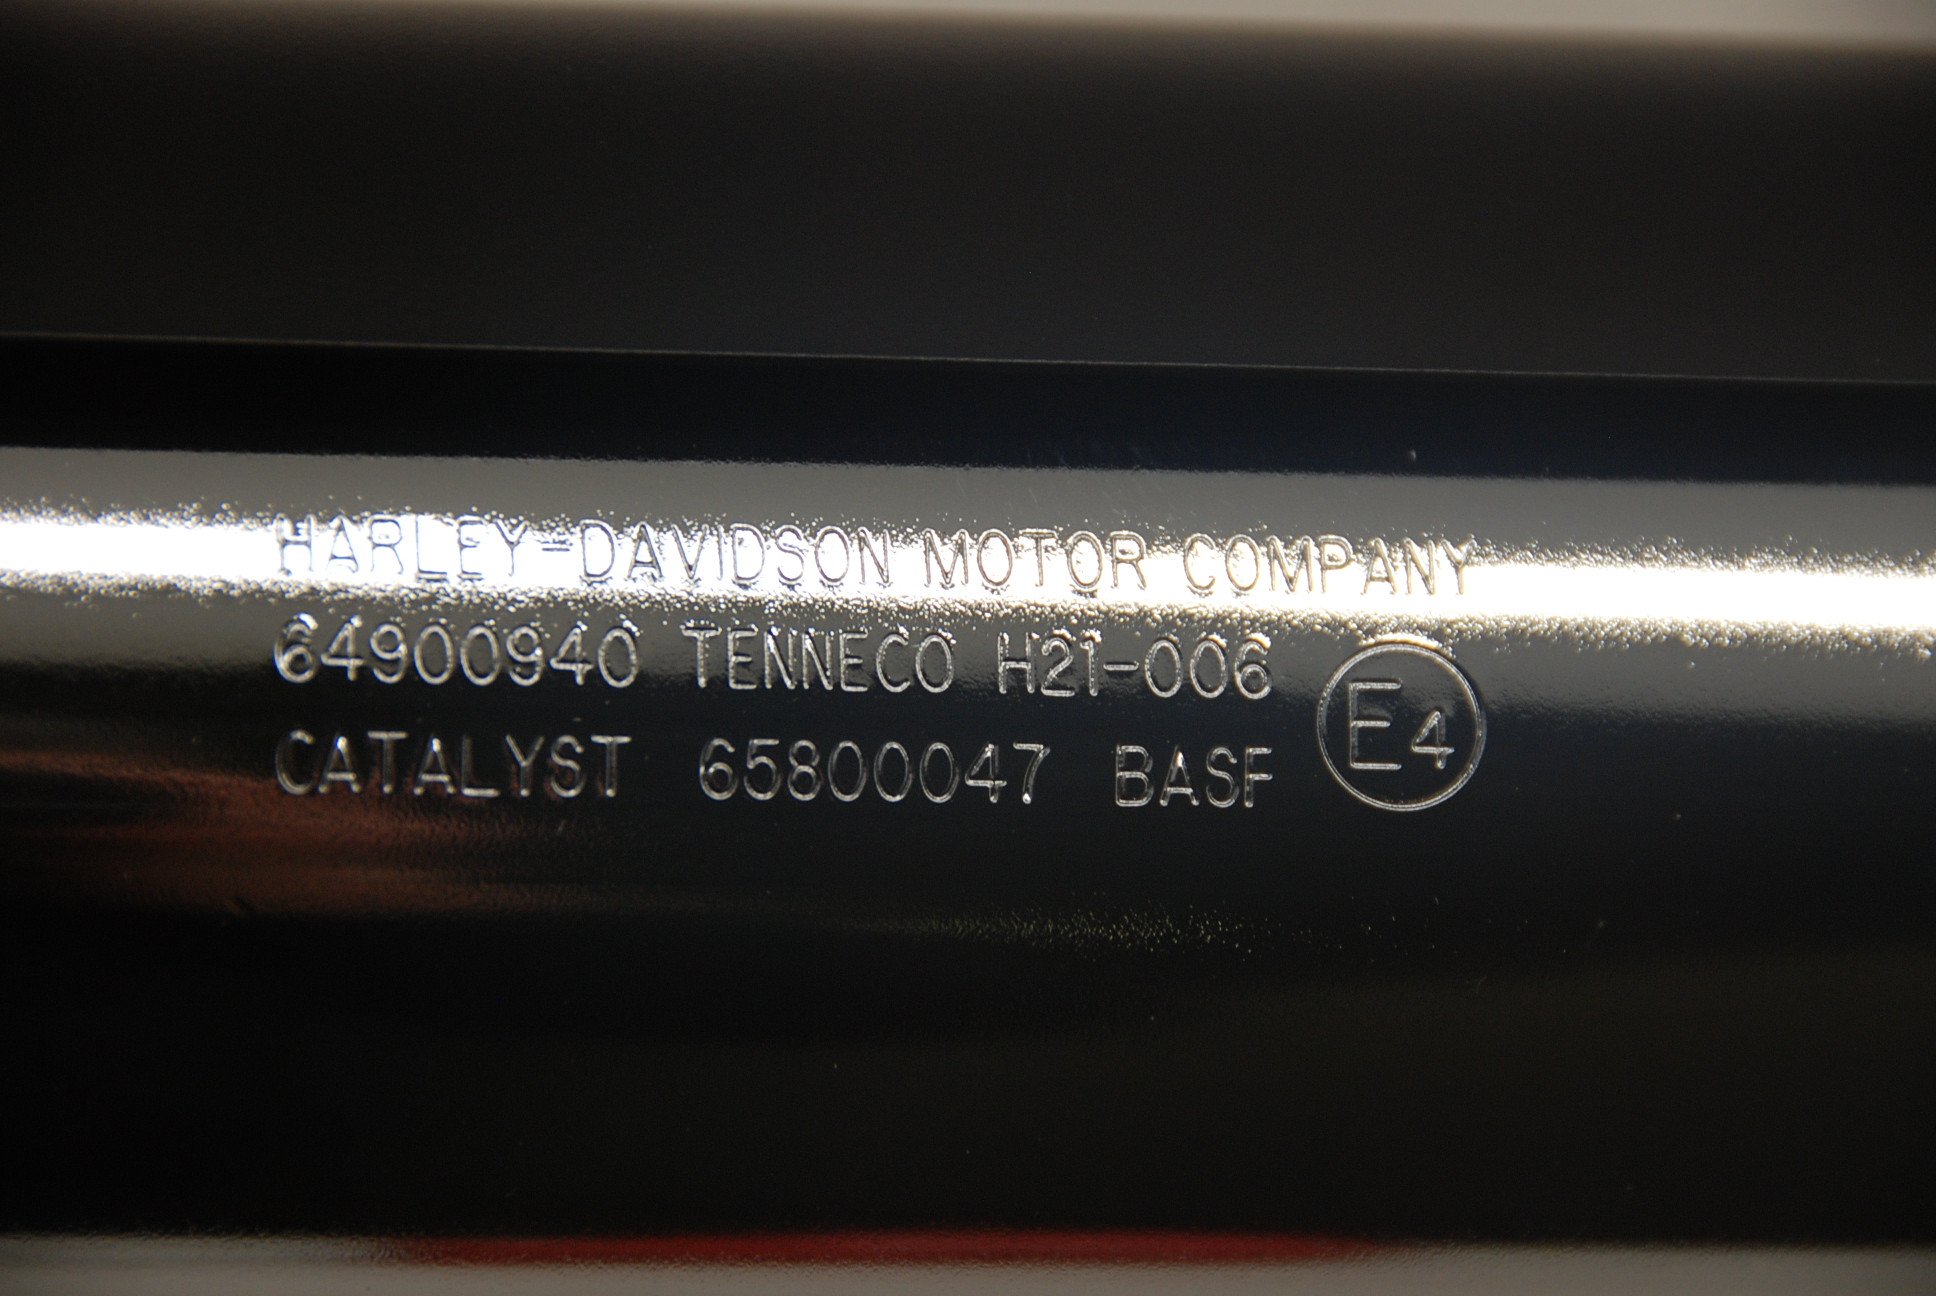 HARLEY-DAVIDSON MOTOR COMPANY
64900940 TENNECO H21-006
CATALYST 65800047 BASF
E4